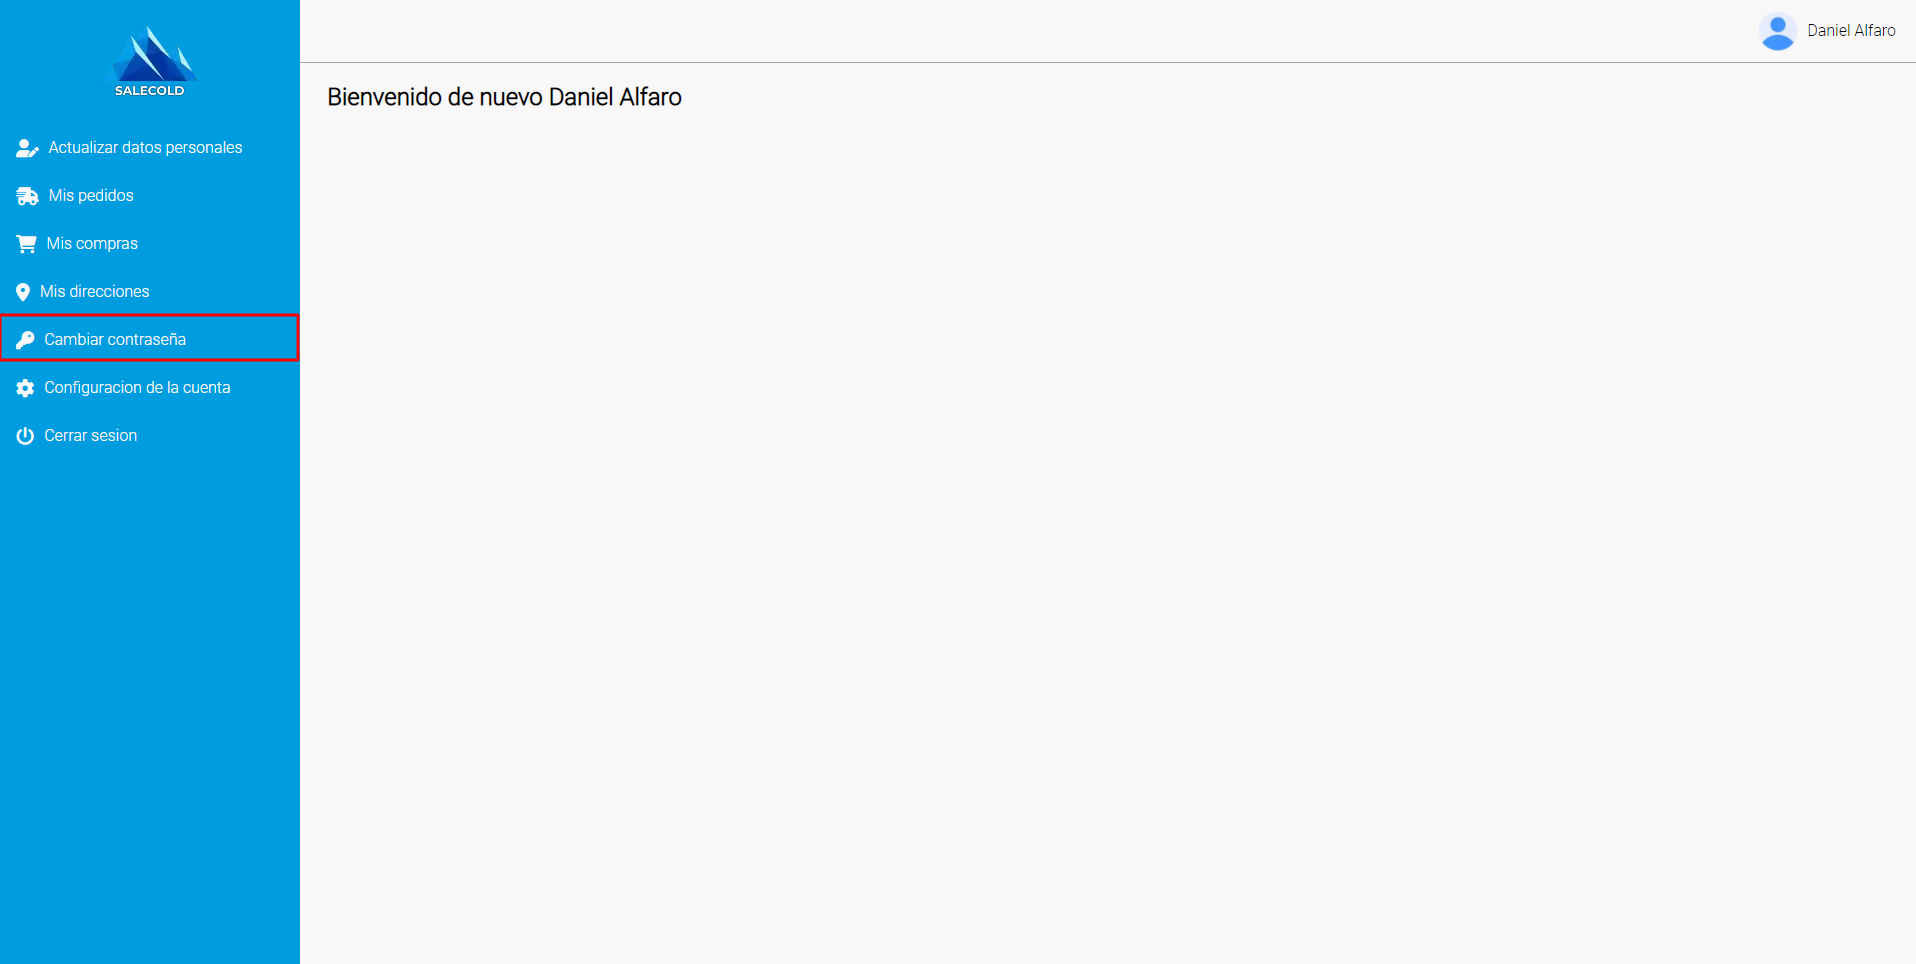 SALECOLD
Daniel Alfaro
Bienvenido de nuevo Daniel Alfaro
Actualizar datos personales
Mis pedidos
Mis compras
Mis direcciones
Cambiar contraseña
Configuracion de la cuenta
Cerrar sesion